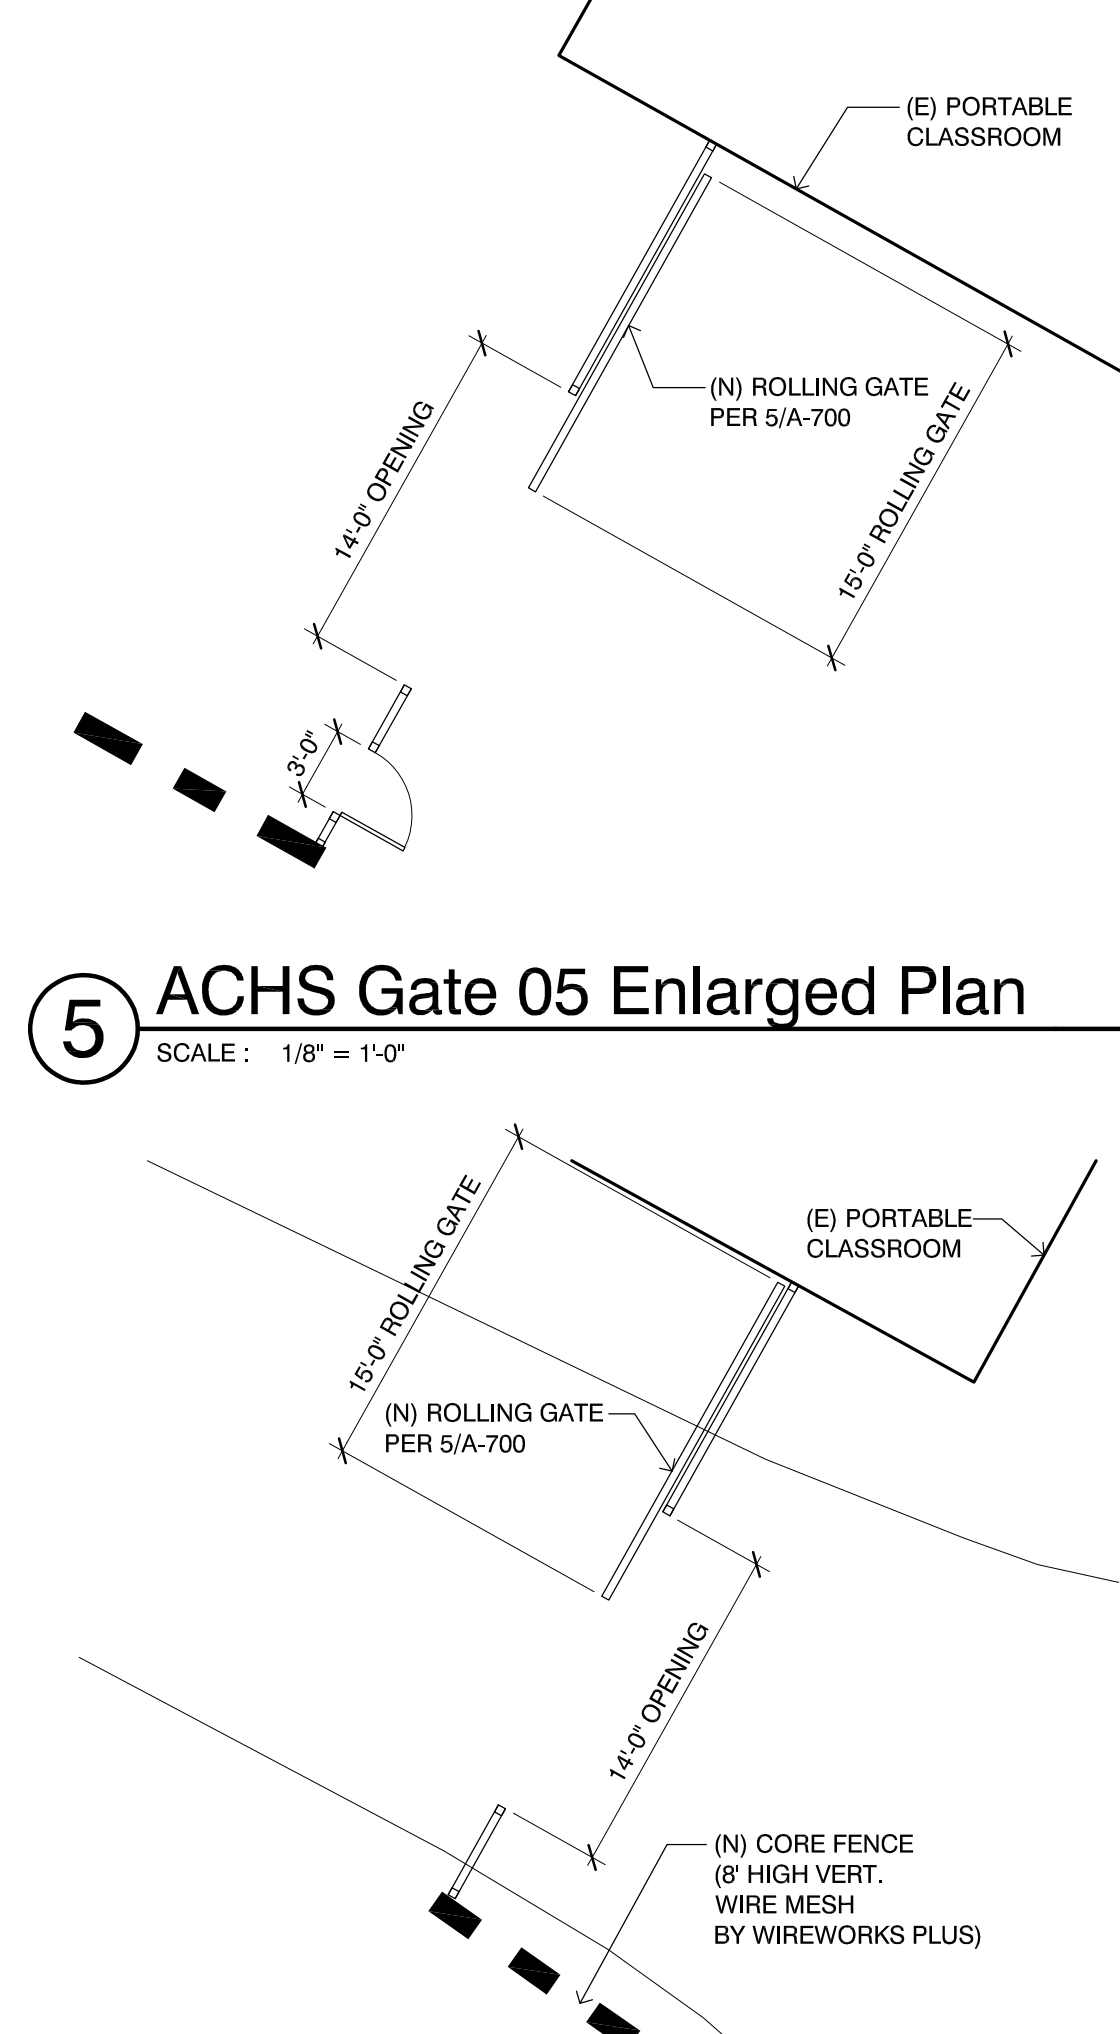 (E) PORTABLE
CLASSROOM
(N) ROLLING GATE
PER 5/A-700
14'-0" OPENING
15'-0" ROLLING GATE
3'-0"
5
ACHS Gate 05 Enlarged Plan
SCALE : 1/8" = 1'-0"
15'-0" ROLLING GATE
(E) PORTABLE
CLASSROOM
(N) ROLLING GATE
PER 5/A-700
14'-0" OPENING
(N) CORE FENCE
(8' HIGH VERT.
WIRE MESH
BY WIREWORKS PLUS)